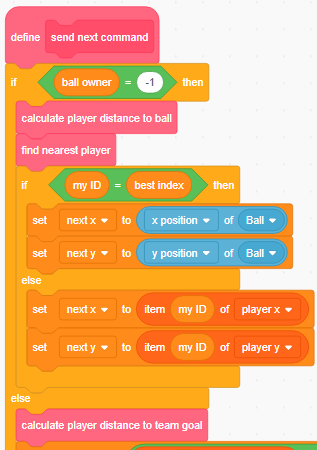 define send next command
if ball owner = -1 then
calculate player distance to ball
find nearest player
if my ID = best index then
set next x to x position of Ball
set next y to y position of Ball
else
set next x to item my ID of player x
set next y to item my ID of player y
else
calculate player distance to team goal